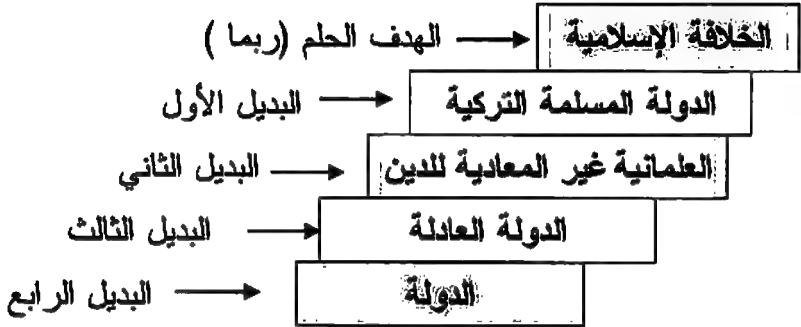 الخلافة الإسلامية الهدف الحلم (ربما )
الدولة المسلمة التركية البديل الأول
العلمانية غير المعادية للدين البديل الثاني
الدولة العادلة البديل الثالث
الدولة البديل الرابع